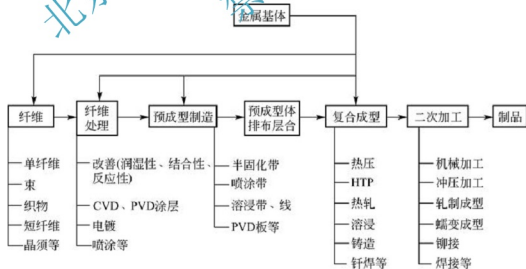 金属基体
纤维
纤维
处理
预成型制造
预成型体
排布层合
复合成型
二次加工
制品
单纤维
束
织物
短纤维
晶须等
改善(润湿性、结合性、
反应性)
CVD、PVD涂层
电镀
喷涂等
半固化带
喷涂带
溶浸带、线
PVD板等
热压
HTP
热轧
溶浸
铸造
钎焊等
机械加工
冲压加工
轧制成型
蠕变成型
铆接
焊接等